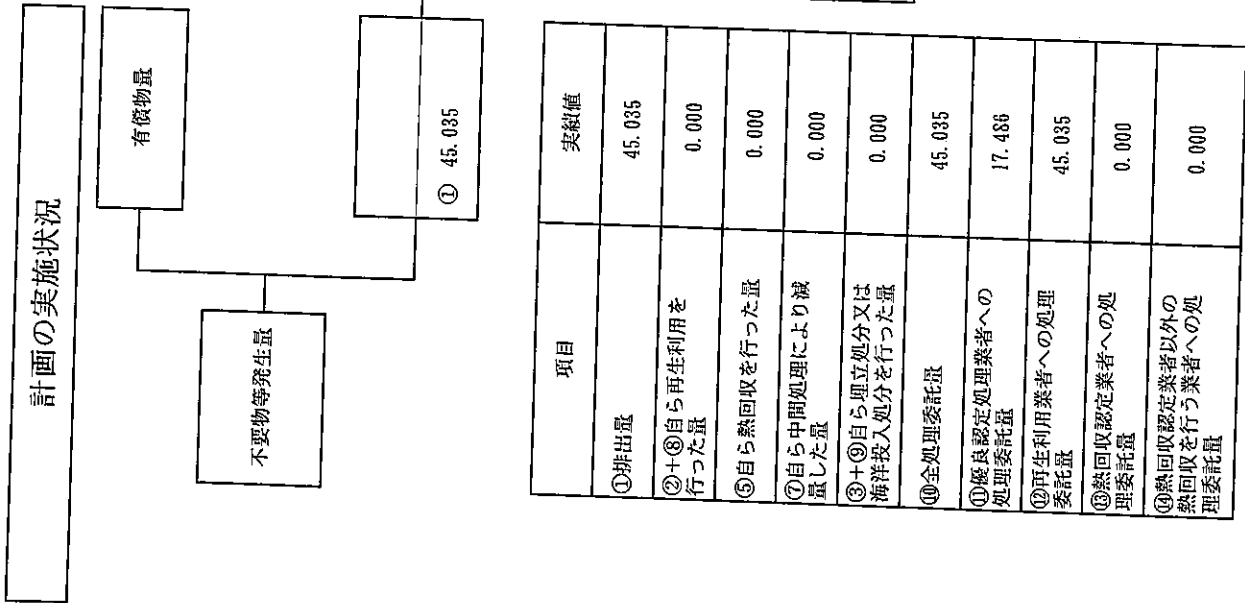 計画の実施状況
有償物量
不要物等発生量
① 45.035
項目
実績値
①排出量
45.035
②+⑧自ら再生利用を
行った量
0.000
⑤自ら熱回収を行った量
0.000
⑦自ら中間処理により減
量した量
0.000
③+⑨自ら埋立処分又は
海洋投入処分を行った量
0.000
⑩全処理委託量
45.035
⑪優良認定処理業者への
処理委託量
17.486
⑫再生利用業者への処理
委託量
45.035
⑬熱回収認定業者への処
理委託量
0.000
⑭熱回収認定業者以外の
熱回収を行う業者への処
理委託量
0.000